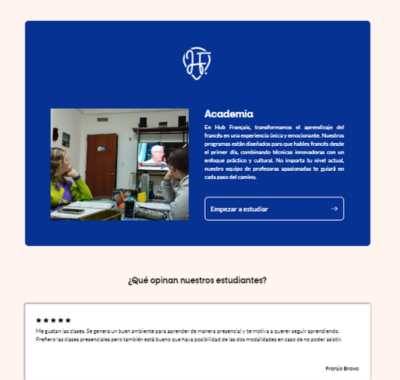 HF
Academia
En Hub Français, transformamos el aprendizaje del
francés en una experiencia única y emocionante. Nuestros
programas están diseñados para que hables francés desde
el primer día, combinando técnicas innovadoras con un
enfoque práctico y cultural. No importa tu nivel actual,
nuestro equipo de profesoras apasionadas te guiará en
cada paso del camino.
Empezar a estudiar →
¿Qué opinan nuestros estudiantes?
★★★★★
Me gustan las clases. Se genera un buen ambiente para aprender de manera presencial y te motiva a querer seguir aprendiendo.
Prefiero las clases presenciales pero también está bueno que haya posibilidad de las dos modalidades en caso de no poder asistir.
Franjo Bravo